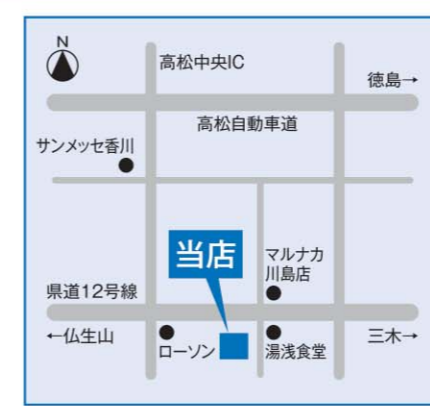 N
高松中央IC
徳島→
高松自動車道
サンメッセ香川
当店
マルナカ
川島店
県道12号線
←仏生山
ローソン
湯浅食堂
三木→